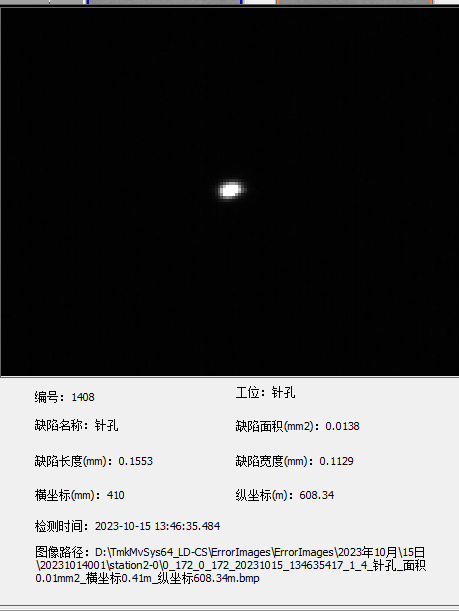 编号：1408
工位：针孔
缺陷名称：针孔
缺陷面积(mm2)：0.0138
缺陷长度(mm)：0.1553
缺陷宽度(mm)：0.1129
横坐标(mm)：410
纵坐标(m)：608.34
检测时间：2023-10-15 13:46:35.484
图像路径：D:\TmkMvSys64_LD-CS\ErrorImages\ErrorImages\2023年10月\15日
\20231014001\station2-0\0_172_0_172_20231015_134635417_1_4_针孔_面积
0.01mm2_横坐标0.41m_纵坐标608.34m.bmp